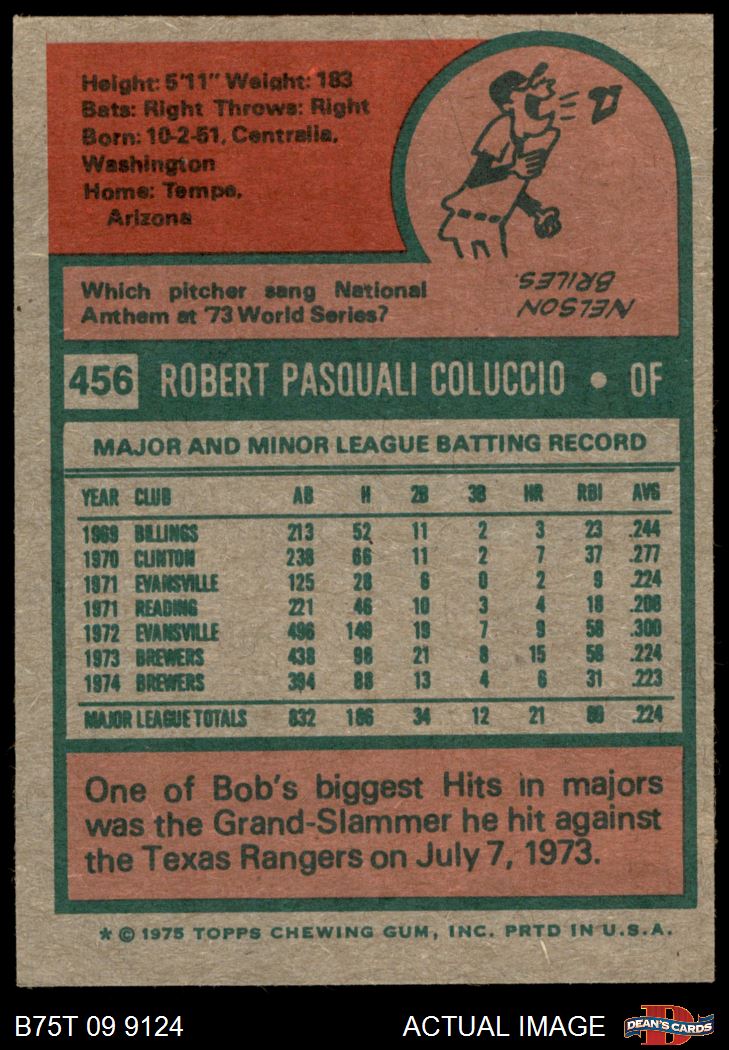 Height: 5'11" Weight: 183
Bats: Right Throws: Right
Born: 10-2-51, Centralia,
Washington
Home: Tempe,
Arizona
Which pitcher sang National
Anthem at '73 World Series?
NELSON
BRILES.
456 ROBERT PASQUALI COLUCCIO • OF
MAJOR AND MINOR LEAGUE BATTING RECORD
YEAR CLUB AB H 2B 3B HR RBI AVG
1969 BILLINGS 213 52 11 2 3 23 .244
1970 CLINTON 238 66 11 2 7 37 .277
1971 EVANSVILLE 125 28 6 0 2 9 .224
1971 READING 221 46 10 3 4 18 .208
1972 EVANSVILLE 496 149 19 7 9 58 .300
1973 BREWERS 438 98 21 8 15 58 .224
1974 BREWERS 394 88 13 4 6 31 .223
MAJOR LEAGUE TOTALS 832 186 34 12 21 89 .224
One of Bob's biggest Hits in majors
was the Grand-Slammer he hit against
the Texas Rangers on July 7, 1973.
* © 1975 TOPPS CHEWING GUM, INC. PRTD IN U.S.A.
B75T 09 9124 ACTUAL IMAGE
D
DEAN'S CARDS